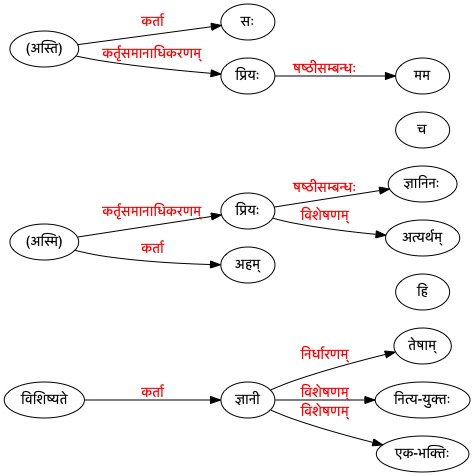 कर्ता
सः
(अस्ति)
कर्तृसमानाधिकरणम्
प्रियः
षष्ठीसम्बन्धः
मम
च
षष्ठीसम्बन्धः
ज्ञानिनः
कर्तृसमानाधिकरणम्
प्रियः
विशेषणम्
अत्यर्थम्
(अस्मि)
कर्ता
अहम्
हि
निर्धारणम्
तेषाम्
विशिष्यते
कर्ता
ज्ञानी
विशेषणम्
नित्य-युक्तः
विशेषणम्
एक-भक्तिः